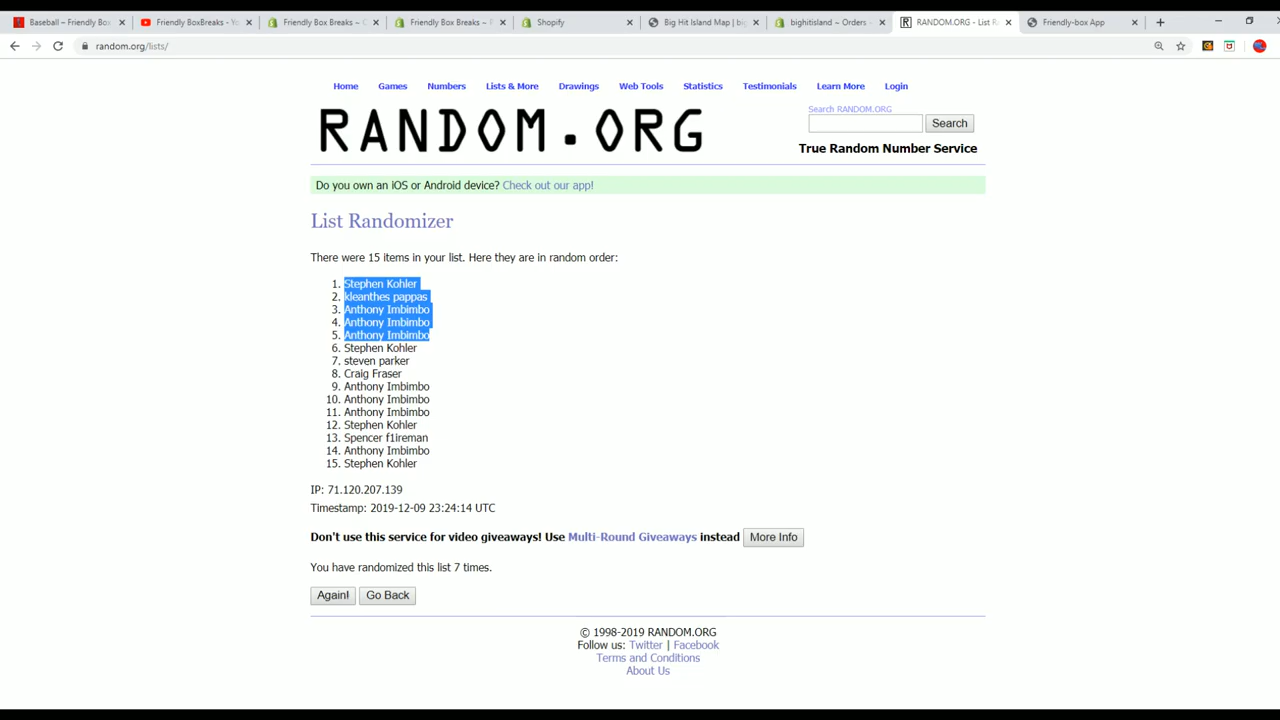 Baseball – Friendly Box
Friendly BoxBreaks - Yo
Friendly Box Breaks ~ C
Friendly Box Breaks ~
Shopify
Big Hit Island Map | big
bighitisland ~ Orders
RANDOM.ORG - List R
Friendly-box App
random.org/lists/
Home Games Numbers Lists & More Drawings Web Tools Statistics Testimonials Learn More Login
Search RANDOM.ORG
RANDOM.ORG
Search
True Random Number Service
Do you own an iOS or Android device? Check out our app!
List Randomizer
There were 15 items in your list. Here they are in random order:
1. Stephen Kohler
2. kleanthes pappas
3. Anthony Imbimbo
4. Anthony Imbimbo
5. Anthony Imbimbo
6. Stephen Kohler
7. steven parker
8. Craig Fraser
9. Anthony Imbimbo
10. Anthony Imbimbo
11. Anthony Imbimbo
12. Stephen Kohler
13. Spencer f1ireman
14. Anthony Imbimbo
15. Stephen Kohler
IP: 71.120.207.139
Timestamp: 2019-12-09 23:24:14 UTC
Don't use this service for video giveaways! Use Multi-Round Giveaways instead More Info
You have randomized this list 7 times.
Again! Go Back
© 1998-2019 RANDOM.ORG
Follow us: Twitter | Facebook
Terms and Conditions
About Us